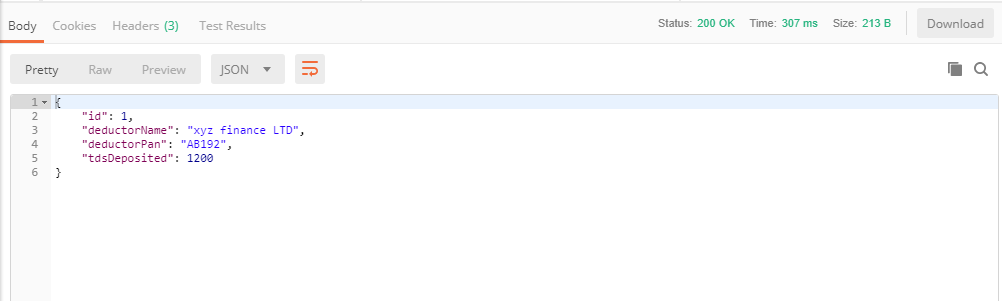 Body Cookies Headers (3) Test Results Status: 200 OK Time: 307 ms Size: 213 B Download
Pretty Raw Preview JSON
1 {
2 "id": 1,
3 "deductorName": "xyz finance LTD",
4 "deductorPan": "AB192",
5 "tdsDeposited": 1200
6 }